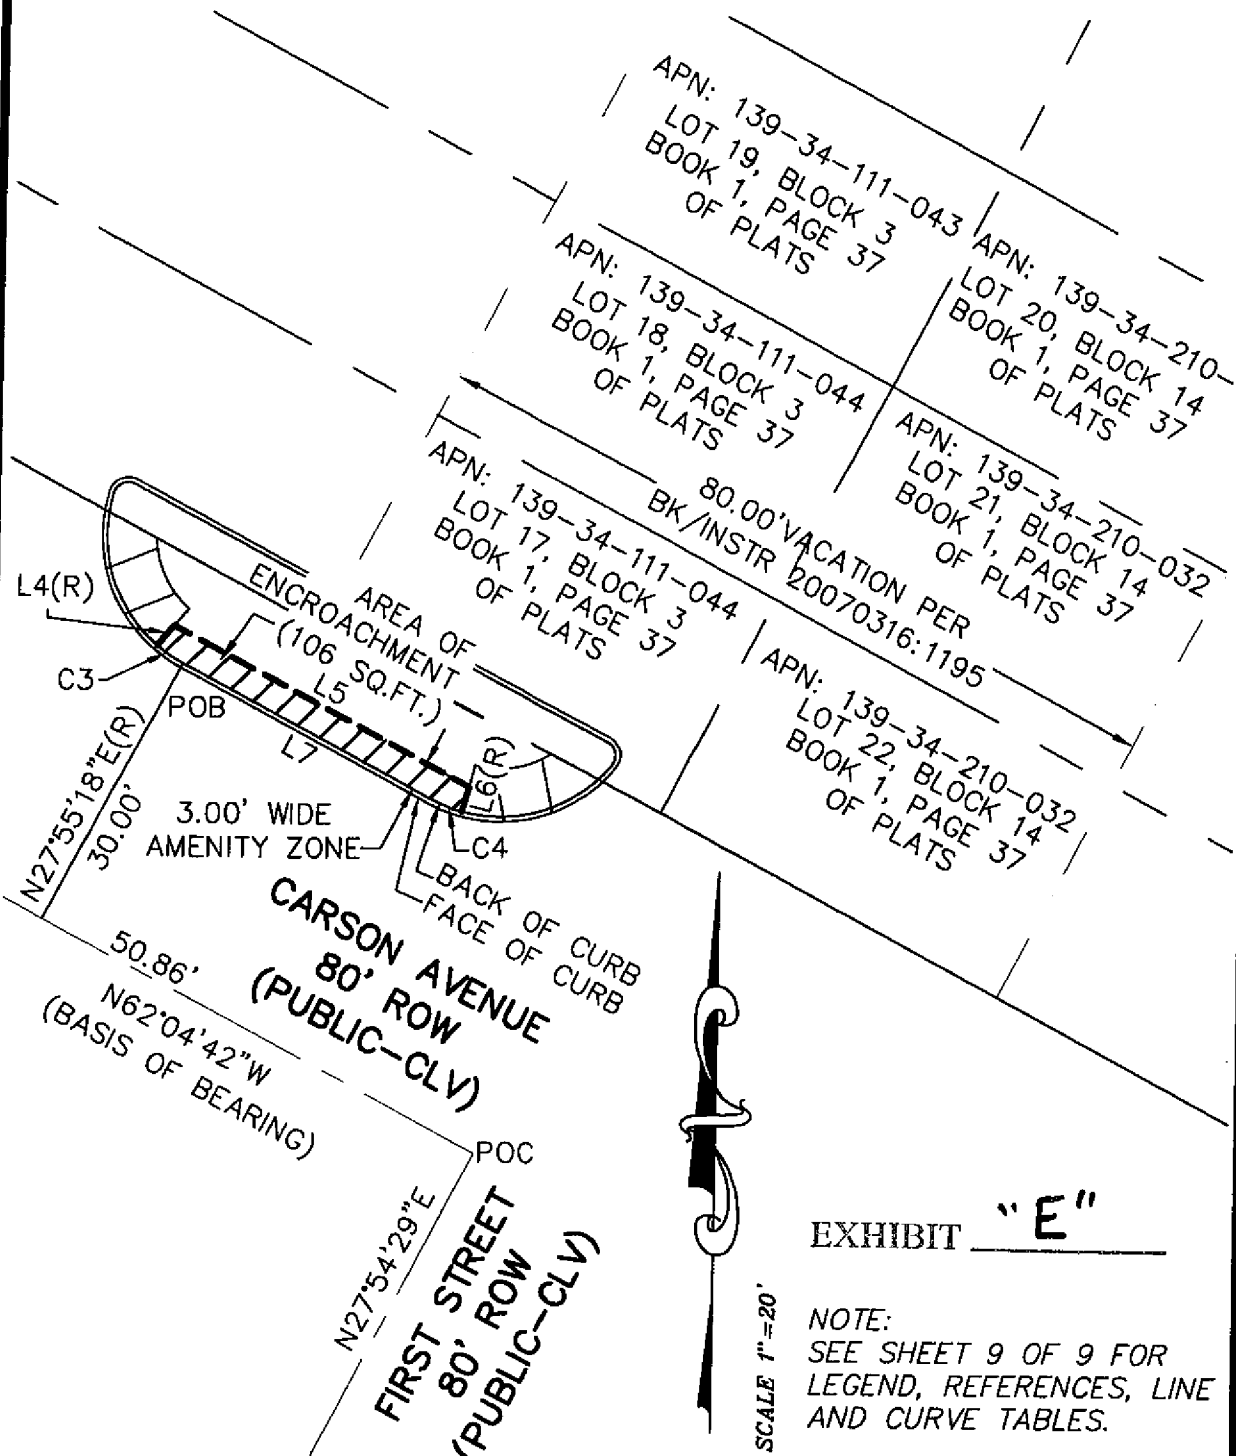 APN: 139-34-111-043
LOT 19, BLOCK 3
BOOK 1, PAGE 37
OF PLATS
APN: 139-34-210-
LOT 20, BLOCK 14
BOOK 1, PAGE 37
OF PLATS
APN: 139-34-111-044
LOT 18, BLOCK 3
BOOK 1, PAGE 37
OF PLATS
APN: 139-34-210-032
LOT 21, BLOCK 14
BOOK 1, PAGE 37
OF PLATS
80.00' VACATION PER
BK/INSTR 20070316:1195
APN: 139-34-111-044
LOT 17, BLOCK 3
BOOK 1, PAGE 37
OF PLATS
APN: 139-34-210-032
LOT 22, BLOCK 14
BOOK 1, PAGE 37
OF PLATS
AREA OF
ENCROACHMENT
(106 SQ.FT.)
L4(R)
C3
POB
L5
L7
L6(R)
C4
N27°55'18"E(R)
30.00'
3.00' WIDE
AMENITY ZONE
BACK OF CURB
FACE OF CURB
CARSON AVENUE
80' ROW
(PUBLIC-CLV)
50.86'
N62°04'42"W
(BASIS OF BEARING)
POC
N27°54'29"E
FIRST STREET
80' ROW
(PUBLIC-CLV)
EXHIBIT "E"
SCALE 1"=20'
NOTE:
SEE SHEET 9 OF 9 FOR
LEGEND, REFERENCES, LINE
AND CURVE TABLES.